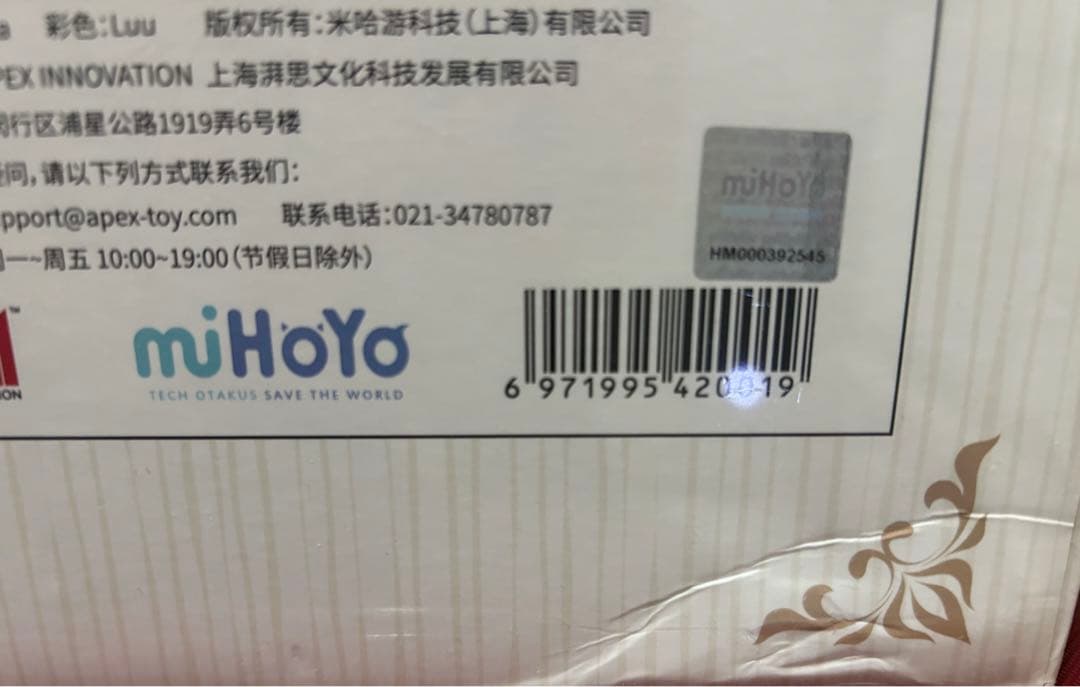 彩色:Luu 版权所有:米哈游科技(上海)有限公司
PEX INNOVATION 上海湃思文化科技发展有限公司
行区浦星公路1919弄6号楼
问,请以下列方式联系我们:
pport@apex-toy.com 联系电话:021-34780787
一~周五 10:00~19:00(节假日除外)
miHoYo
HM000392545
miHoYo
TECH OTAKUS SAVE THE WORLD
ON
6 971995 420019